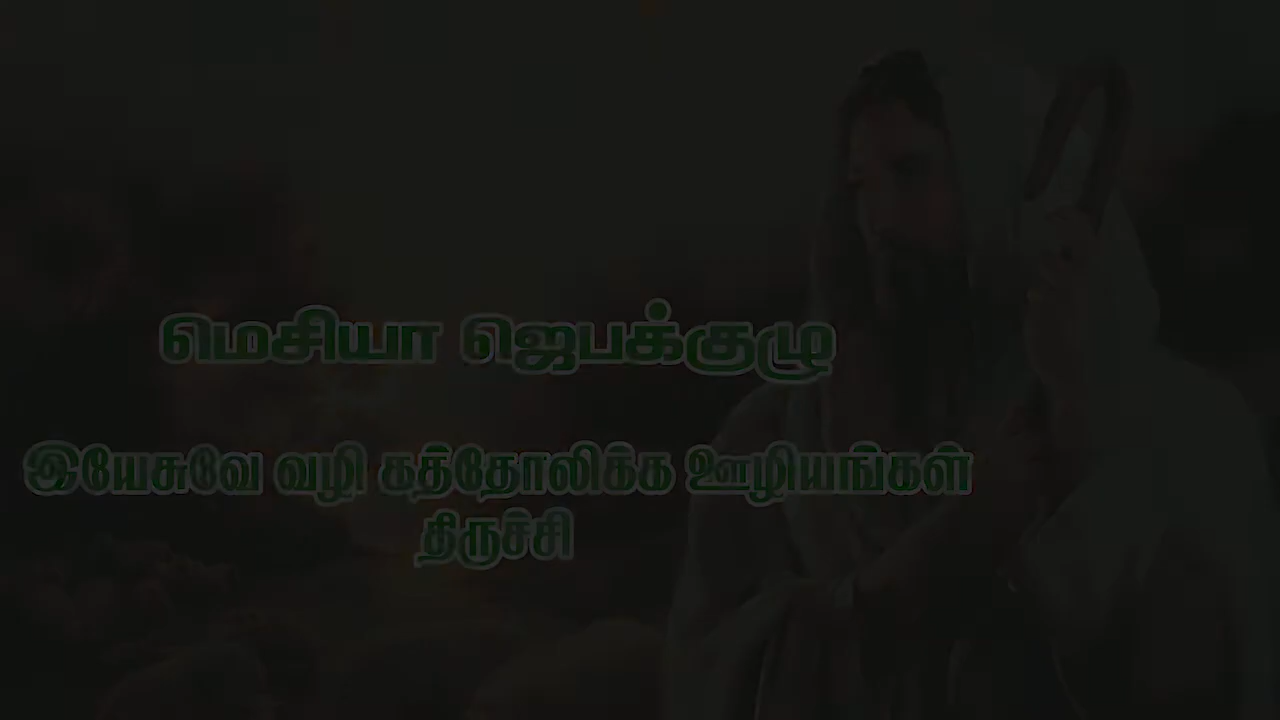 மெசியா ஜெபக்குழு
இயேசுவே வழி கத்தோலிக்க ஊழியங்கள்
திருச்சி